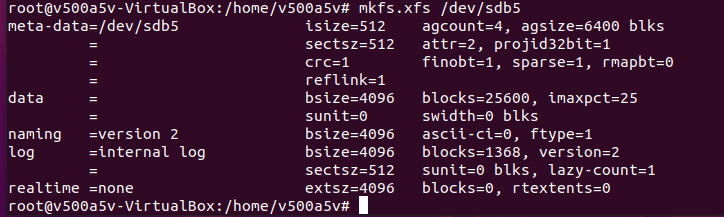 root@v500a5v-VirtualBox:/home/v500a5v# mkfs.xfs /dev/sdb5
meta-data=/dev/sdb5              isize=512    agcount=4, agsize=6400 blks
         =                       sectsz=512   attr=2, projid32bit=1
         =                       crc=1        finobt=1, sparse=1, rmapbt=0
         =                       reflink=1
data     =                       bsize=4096   blocks=25600, imaxpct=25
         =                       sunit=0      swidth=0 blks
naming   =version 2              bsize=4096   ascii-ci=0, ftype=1
log      =internal log           bsize=4096   blocks=1368, version=2
         =                       sectsz=512   sunit=0 blks, lazy-count=1
realtime =none                   extsz=4096   blocks=0, rtextents=0
root@v500a5v-VirtualBox:/home/v500a5v#